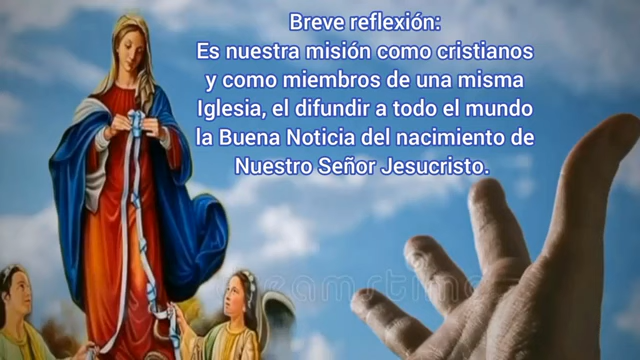 Breve reflexión:
Es nuestra misión como cristianos
y como miembros de una misma
Iglesia, el difundir a todo el mundo
la Buena Noticia del nacimiento de
Nuestro Señor Jesucristo.
dreamstime